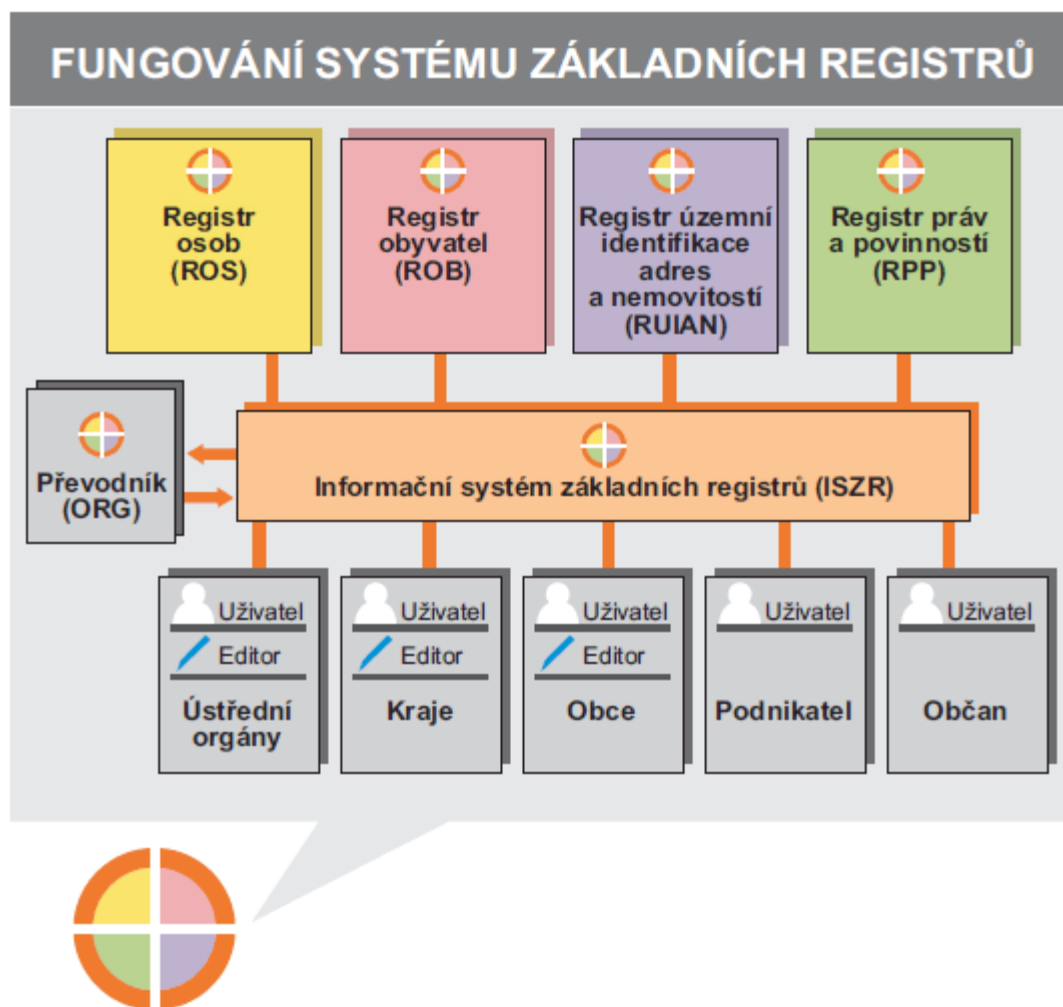 FUNGOVÁNÍ SYSTÉMU ZÁKLADNÍCH REGISTRŮ
Registr
osob
(ROS)
Registr
obyvatel
(ROB)
Registr územní
identifikace
adres
a nemovitostí
(RUIAN)
Registr práv
a povinností
(RPP)
Převodník
(ORG)
Informační systém základních registrů (ISZR)
Uživatel
Editor
Ústřední
orgány
Uživatel
Editor
Kraje
Uživatel
Editor
Obce
Uživatel
Podnikatel
Uživatel
Občan